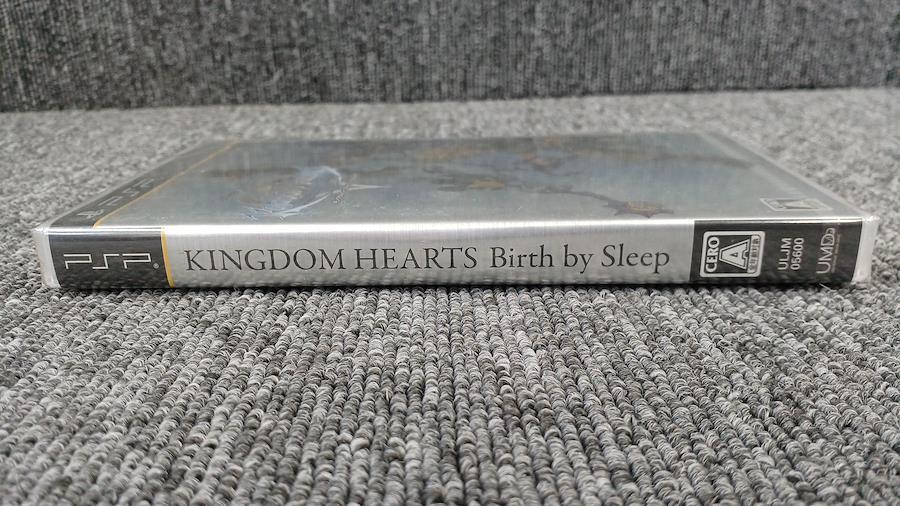 PSP
KINGDOM HEARTS Birth by Sleep
CERO
A
ULJM
05600
UMD